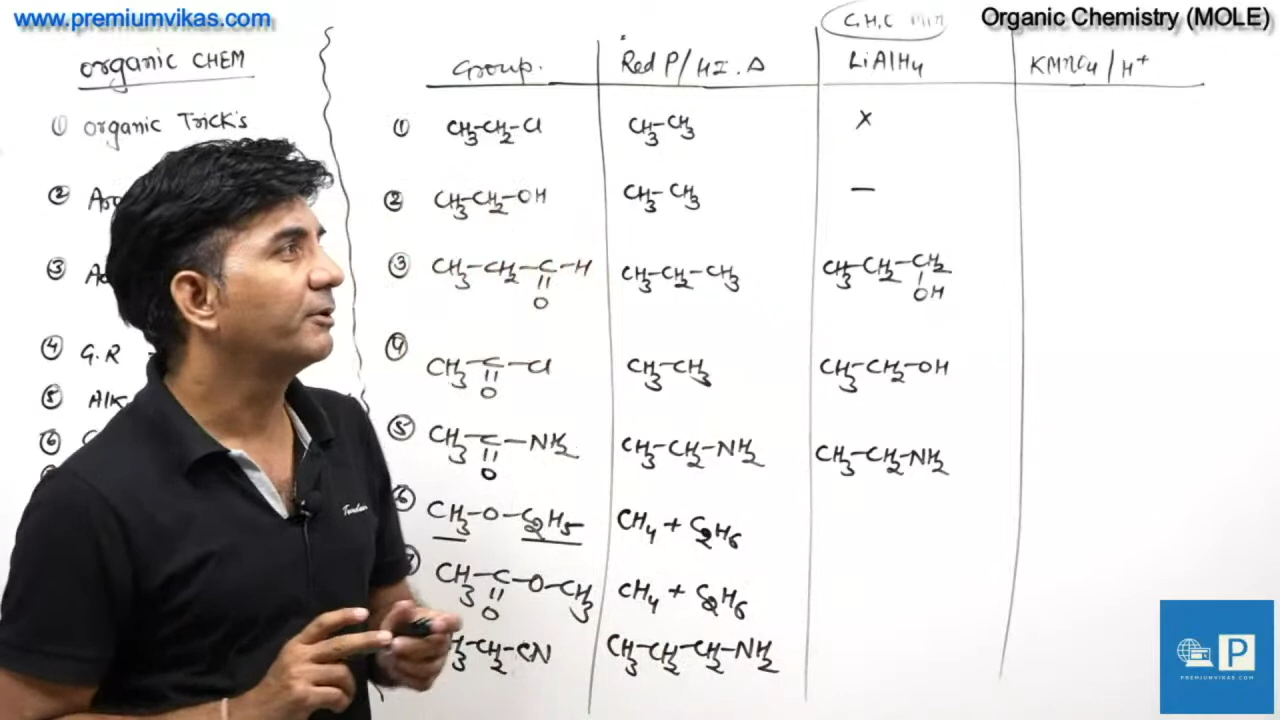 www.premiumvikas.com
Organic Chemistry (MOLE)
organic CHEM
① organic Trick's
②
③
④ G.R
⑤ Alk
⑥
Group. Red P/HI.Δ LiAlH4 KMnO4/H+
① CH3-CH2-Cl CH3-CH3 X
② CH3-CH2-OH CH3-CH3 —
③ CH3-CH2-C-H CH3-CH2-CH3 CH3-CH2-CH2
O OH
④ CH3-C-Cl CH3-CH3 CH3-CH2-OH
O
⑤ CH3-C-NH2 CH3-CH2-NH2 CH3-CH2-NH2
O
⑥ CH3-O-C2H5 CH4 + C2H6
CH3-C-O-CH3 CH4 + C2H6
O
CH2-CN CH3-CH2-CH2-NH2
P
PREMIUMVIKAS.COM